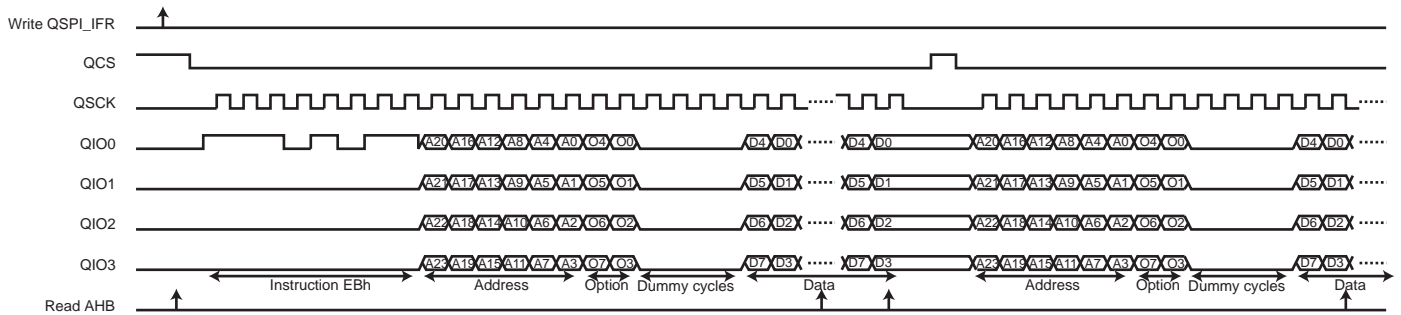 Write QSPI_IFR
QCS
QSCK
QIO0 A20 A16 A12 A8 A4 A0 O4 O0 D4 D0 D4 D0 A20 A16 A12 A8 A4 A0 O4 O0 D4 D0
QIO1 A21 A17 A13 A9 A5 A1 O5 O1 D5 D1 D5 D1 A21 A17 A13 A9 A5 A1 O5 O1 D5 D1
QIO2 A22 A18 A14 A10 A6 A2 O6 O2 D6 D2 D6 D2 A22 A18 A14 A10 A6 A2 O6 O2 D6 D2
QIO3 A23 A19 A15 A11 A7 A3 O7 O3 D7 D3 D7 D3 A23 A19 A15 A11 A7 A3 O7 O3 D7 D3
Instruction EBh Address Option Dummy cycles Data Address Option Dummy cycles Data
Read AHB